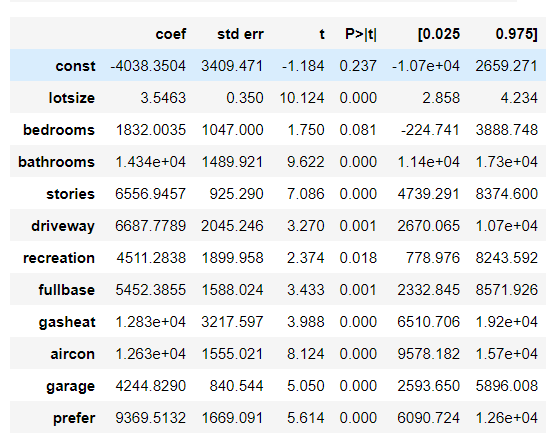 coef std err t P>|t| [0.025 0.975]
const -4038.3504 3409.471 -1.184 0.237 -1.07e+04 2659.271
lotsize 3.5463 0.350 10.124 0.000 2.858 4.234
bedrooms 1832.0035 1047.000 1.750 0.081 -224.741 3888.748
bathrooms 1.434e+04 1489.921 9.622 0.000 1.14e+04 1.73e+04
stories 6556.9457 925.290 7.086 0.000 4739.291 8374.600
driveway 6687.7789 2045.246 3.270 0.001 2670.065 1.07e+04
recreation 4511.2838 1899.958 2.374 0.018 778.976 8243.592
fullbase 5452.3855 1588.024 3.433 0.001 2332.845 8571.926
gasheat 1.283e+04 3217.597 3.988 0.000 6510.706 1.92e+04
aircon 1.263e+04 1555.021 8.124 0.000 9578.182 1.57e+04
garage 4244.8290 840.544 5.050 0.000 2593.650 5896.008
prefer 9369.5132 1669.091 5.614 0.000 6090.724 1.26e+04